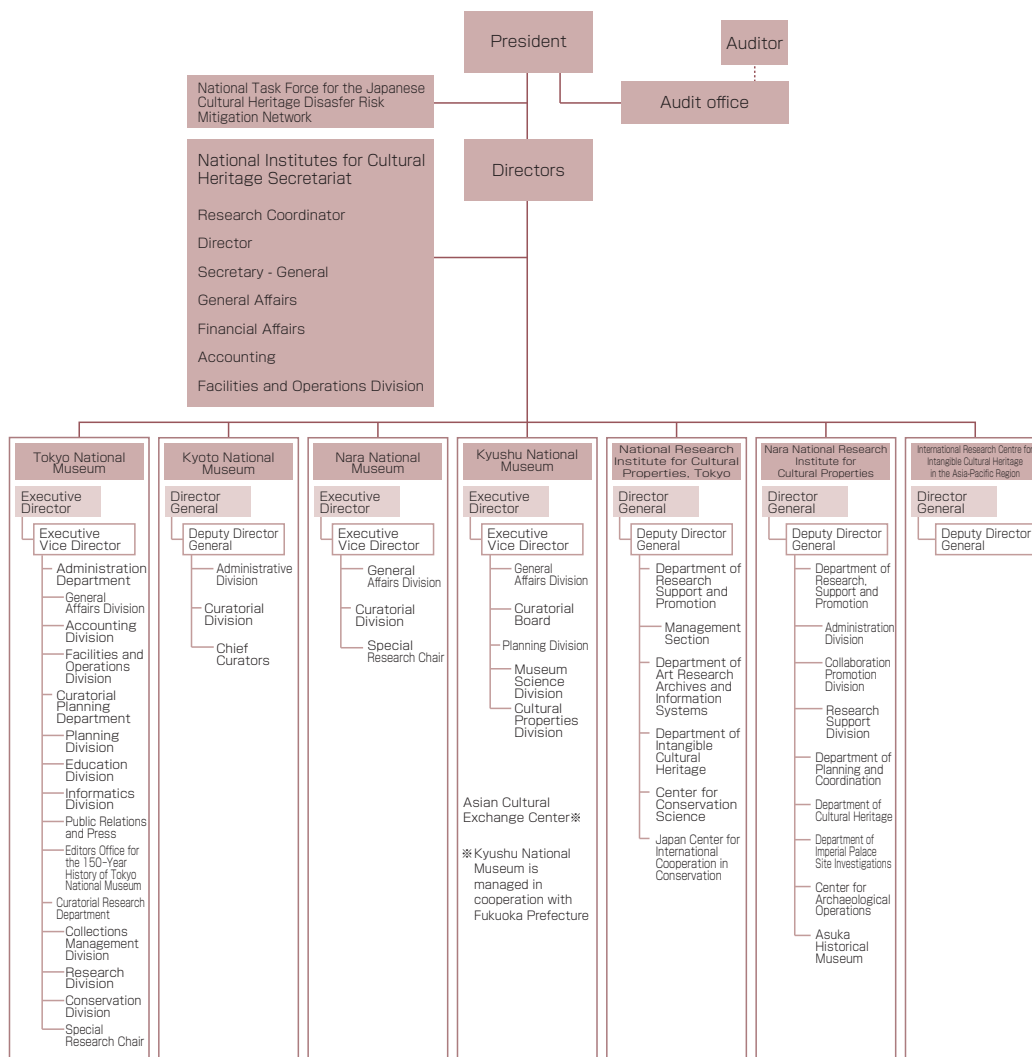 President
Auditor
National Task Force for the Japanese
Cultural Heritage Disasfer Risk
Mitigation Network
Audit office
National Institutes for Cultural
Heritage Secretariat
Research Coordinator
Director
Secretary - General
General Affairs
Financial Affairs
Accounting
Facilities and Operations Division
Directors
Tokyo National
Museum
Executive
Director
Executive
Vice Director
Administration
Department
General
Affairs Division
Accounting
Division
Facilities and
Operations
Division
Curatorial
Planning
Department
Planning
Division
Education
Division
Informatics
Division
Public Relations
and Press
Editors Office for
the 150-Year
History of Tokyo
National Museum
Curatorial Research
Department
Collections
Management
Division
Research
Division
Conservation
Division
Special
Research Chair
Kyoto National
Museum
Director
General
Deputy Director
General
Administrative
Division
Curatorial
Division
Chief
Curators
Nara National
Museum
Executive
Director
Executive
Vice Director
General
Affairs Division
Curatorial
Division
Special
Research Chair
Kyushu National
Museum
Executive
Director
Executive
Vice Director
General
Affairs Division
Curatorial
Board
Planning Division
Museum
Science
Division
Cultural
Properties
Division
Asian Cultural
Exchange Center※
※Kyushu National
Museum is
managed in
cooperation with
Fukuoka Prefecture
National Research
Institute for Cultural
Properties, Tokyo
Director
General
Deputy Director
General
Department of
Research
Support and
Promotion
Management
Section
Department of
Art Research
Archives and
Information
Systems
Department of
Intangible
Cultural
Heritage
Center for
Conservation
Science
Japan Center for
International
Cooperation in
Conservation
Nara National Research
Institute for
Cultural Properties
Director
General
Deputy Director
General
Department of
Research,
Support and
Promotion
Administration
Division
Collaboration
Promotion
Division
Research
Support
Division
Department of
Planning and
Coordination
Department of
Cultural Heritage
Department of
Imperial Palace
Site Investigations
Center for
Archaeological
Operations
Asuka
Historical
Museum
International Research Centre for
Intangible Cultural Heritage
in the Asia-Pacific Region
Director
General
Deputy Director
General